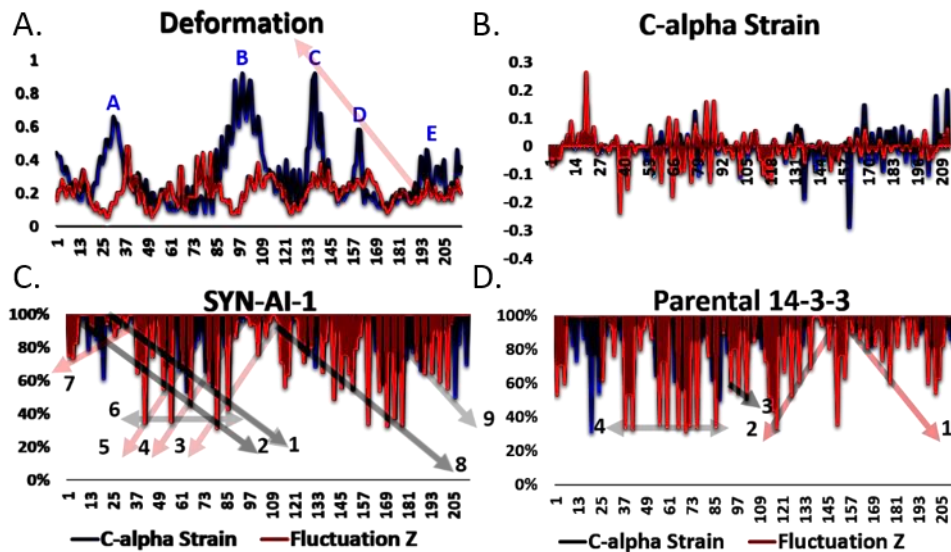 A.
Deformation
1
0.8
0.6
0.4
0.2
0
A
B
C
D
E
1 13 25 37 49 61 73 85 97 109 121 133 145 157 169 181 193 205
B.
C-alpha Strain
0.3
0.2
0.1
0
-0.1
-0.2
-0.3
-0.4
14 27 40 53 66 79 92 105 118 131 144 157 170 183 196 209
C.
SYN-AI-1
100%
80%
60%
40%
20%
0%
7
6
5
4
3
2
1
8
9
1 13 25 37 49 61 73 85 97 109 121 133 145 157 169 181 193 205
C-alpha Strain Fluctuation Z
D.
Parental 14-3-3
100%
80%
60%
40%
20%
0%
4
3
2
1
1 13 25 37 49 61 73 85 97 109 121 133 145 157 169 181 193 205
C-alpha Strain Fluctuation Z